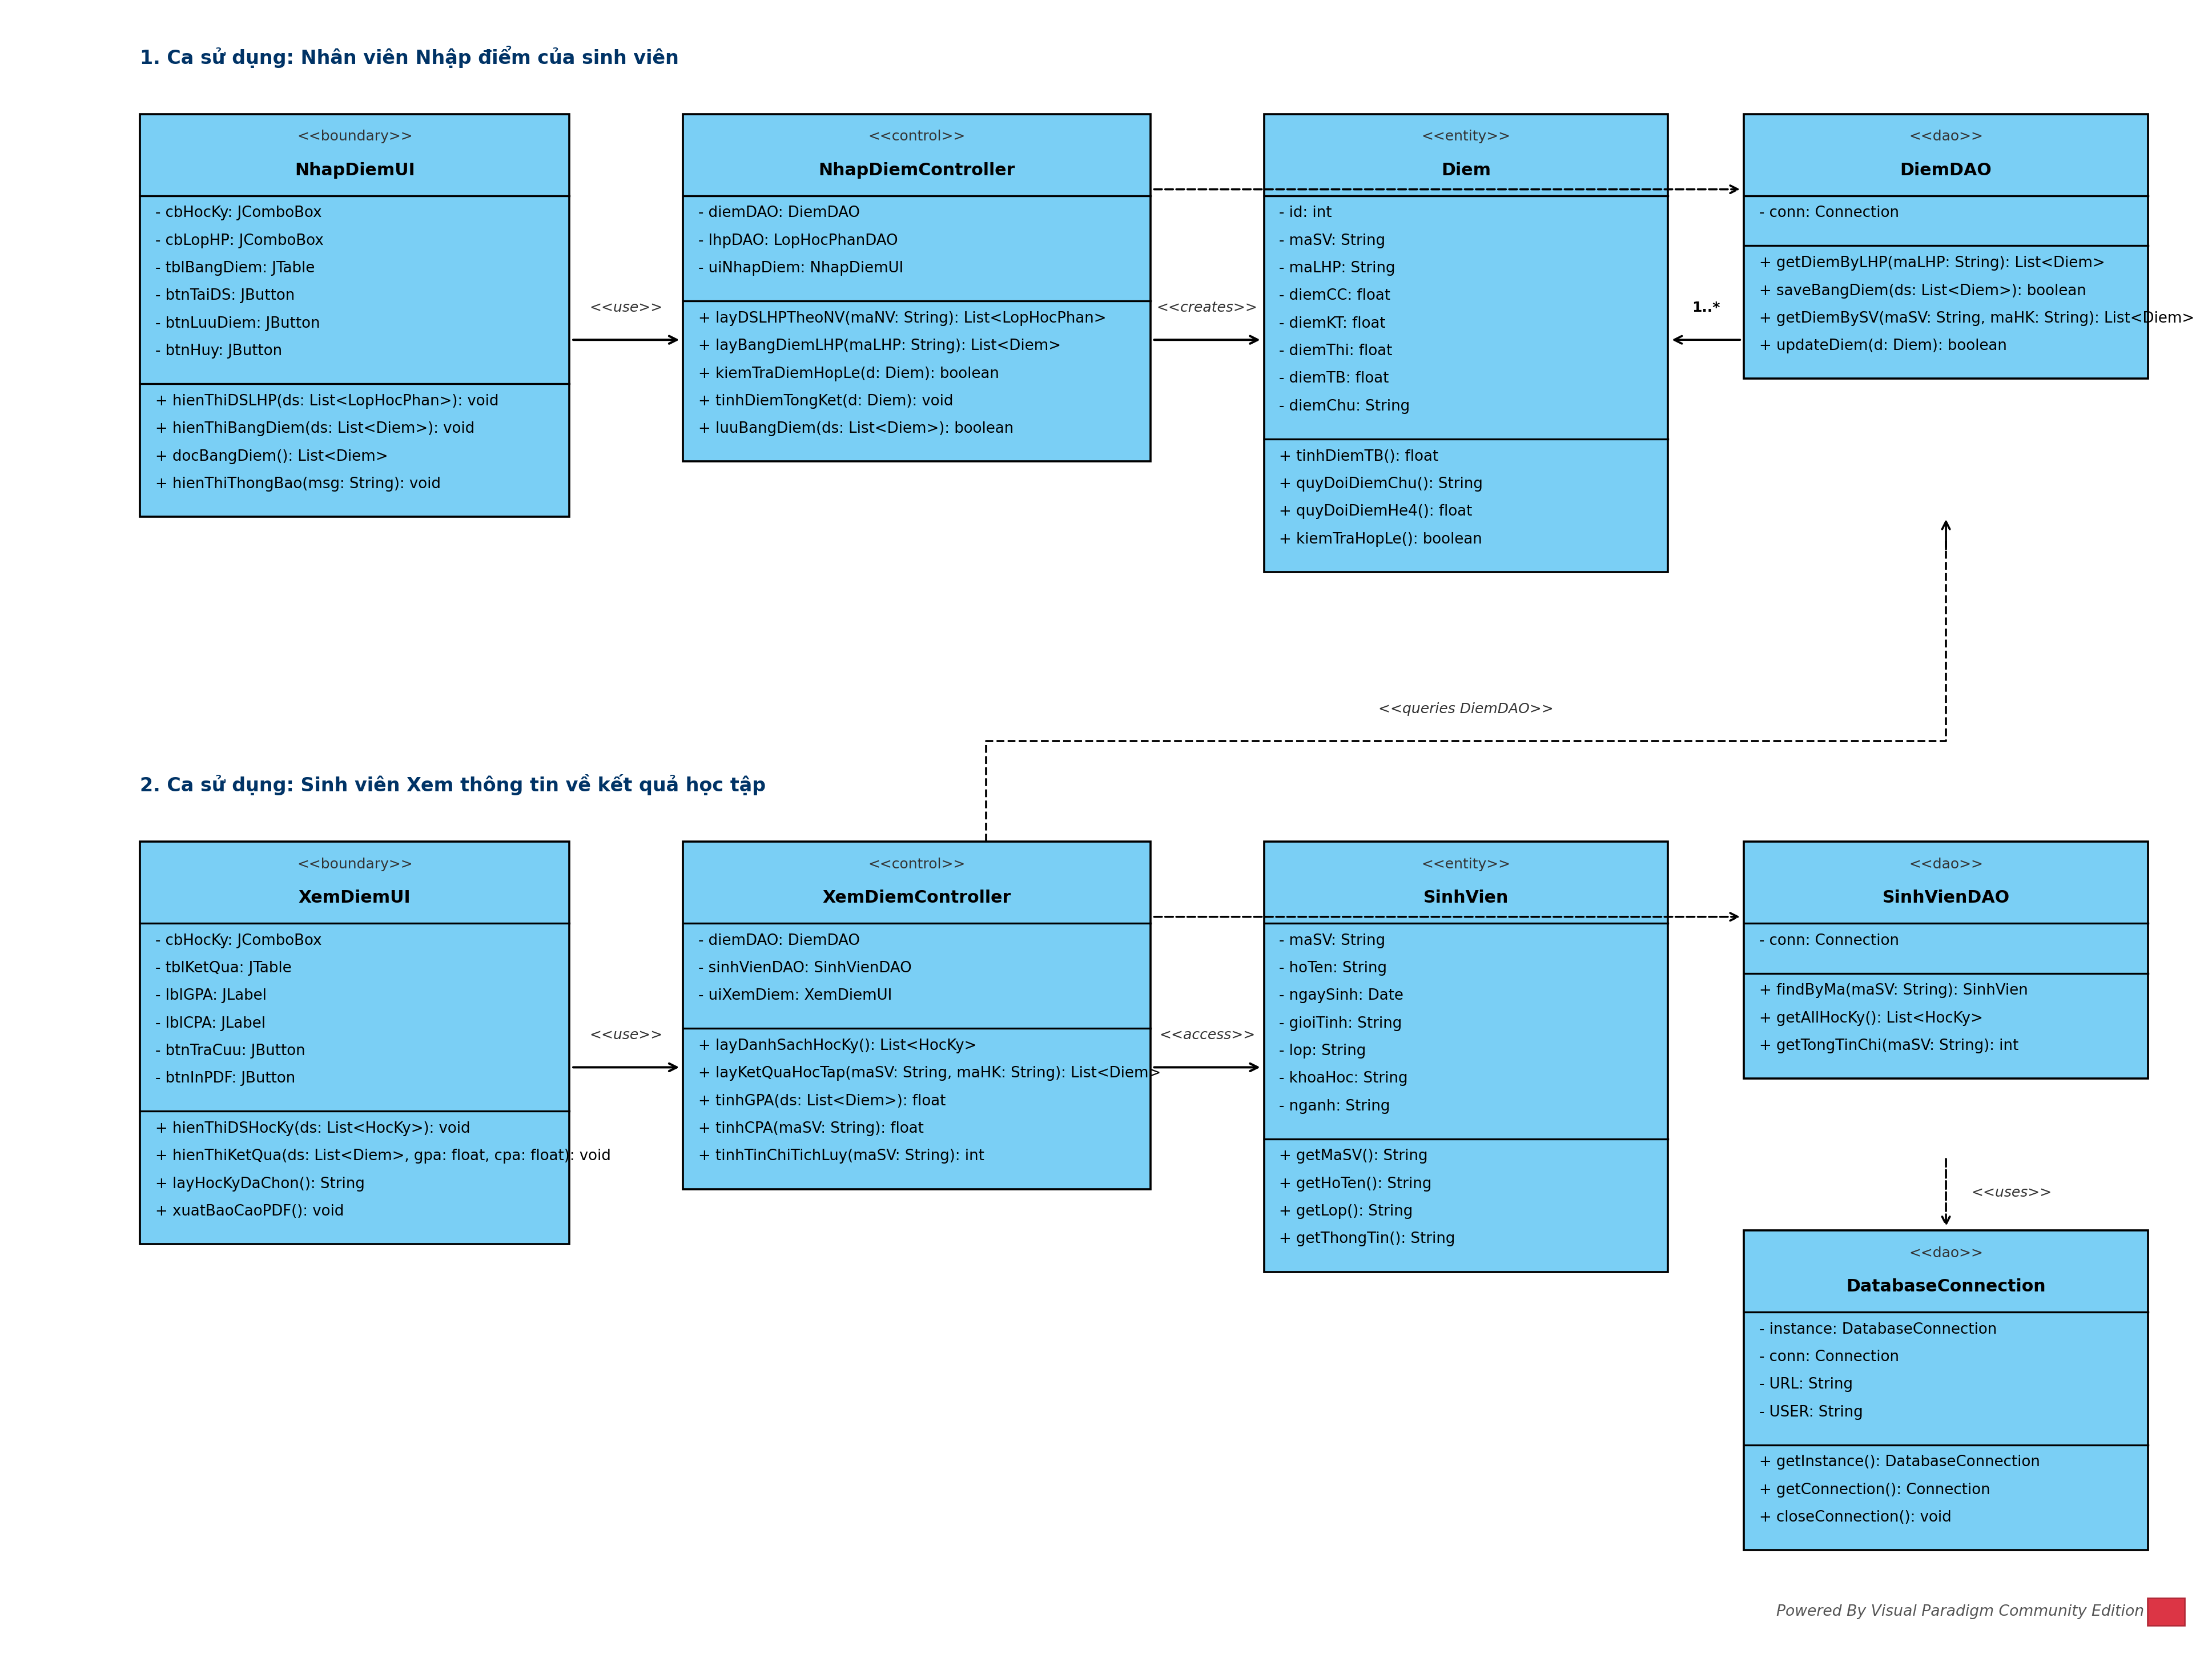 1. Ca sử dụng: Nhân viên Nhập điểm của sinh viên
<<boundary>>
NhapDiemUI
- cbHocKy: JComboBox
- cbLopHP: JComboBox
- tblBangDiem: JTable
- btnTaiDS: JButton
- btnLuuDiem: JButton
- btnHuy: JButton
+ hienThiDSLHP(ds: List<LopHocPhan>): void
+ hienThiBangDiem(ds: List<Diem>): void
+ docBangDiem(): List<Diem>
+ hienThiThongBao(msg: String): void
<<use>>
<<control>>
NhapDiemController
- diemDAO: DiemDAO
- lhpDAO: LopHocPhanDAO
- uiNhapDiem: NhapDiemUI
+ layDSLHPTheoNV(maNV: String): List<LopHocPhan>
+ layBangDiemLHP(maLHP: String): List<Diem>
+ kiemTraDiemHopLe(d: Diem): boolean
+ tinhDiemTongKet(d: Diem): void
+ luuBangDiem(ds: List<Diem>): boolean
<<creates>>
<<entity>>
Diem
- id: int
- maSV: String
- maLHP: String
- diemCC: float
- diemKT: float
- diemThi: float
- diemTB: float
- diemChu: String
+ tinhDiemTB(): float
+ quyDoiDiemChu(): String
+ quyDoiDiemHe4(): float
+ kiemTraHopLe(): boolean
1..*
<<dao>>
DiemDAO
- conn: Connection
+ getDiemByLHP(maLHP: String): List<Diem>
+ saveBangDiem(ds: List<Diem>): boolean
+ getDiemBySV(maSV: String, maHK: String): List<Diem>
+ updateDiem(d: Diem): boolean
<<queries DiemDAO>>
2. Ca sử dụng: Sinh viên Xem thông tin về kết quả học tập
<<boundary>>
XemDiemUI
- cbHocKy: JComboBox
- tblKetQua: JTable
- lblGPA: JLabel
- lblCPA: JLabel
- btnTraCuu: JButton
- btnInPDF: JButton
+ hienThiDSHocKy(ds: List<HocKy>): void
+ hienThiKetQua(ds: List<Diem>, gpa: float, cpa: float): void
+ layHocKyDaChon(): String
+ xuatBaoCaoPDF(): void
<<use>>
<<control>>
XemDiemController
- diemDAO: DiemDAO
- sinhVienDAO: SinhVienDAO
- uiXemDiem: XemDiemUI
+ layDanhSachHocKy(): List<HocKy>
+ layKetQuaHocTap(maSV: String, maHK: String): List<Diem>
+ tinhGPA(ds: List<Diem>): float
+ tinhCPA(maSV: String): float
+ tinhTinChiTichLuy(maSV: String): int
<<access>>
<<entity>>
SinhVien
- maSV: String
- hoTen: String
- ngaySinh: Date
- gioiTinh: String
- lop: String
- khoaHoc: String
- nganh: String
+ getMaSV(): String
+ getHoTen(): String
+ getLop(): String
+ getThongTin(): String
<<dao>>
SinhVienDAO
- conn: Connection
+ findByMa(maSV: String): SinhVien
+ getAllHocKy(): List<HocKy>
+ getTongTinChi(maSV: String): int
<<uses>>
<<dao>>
DatabaseConnection
- instance: DatabaseConnection
- conn: Connection
- URL: String
- USER: String
+ getInstance(): DatabaseConnection
+ getConnection(): Connection
+ closeConnection(): void
Powered By Visual Paradigm Community Edition